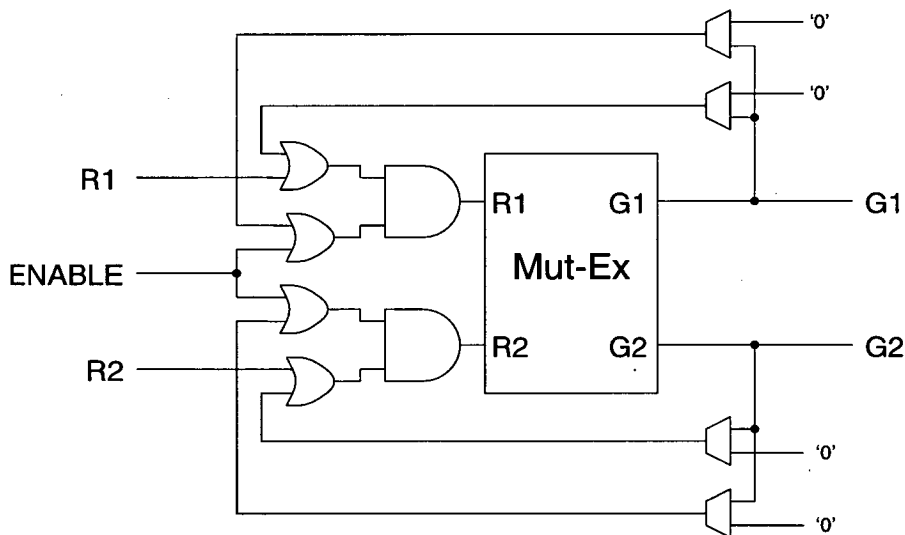 '0'
'0'
R1
R1 G1
G1
ENABLE
Mut-Ex
R2
R2 G2
G2
'0'
'0'